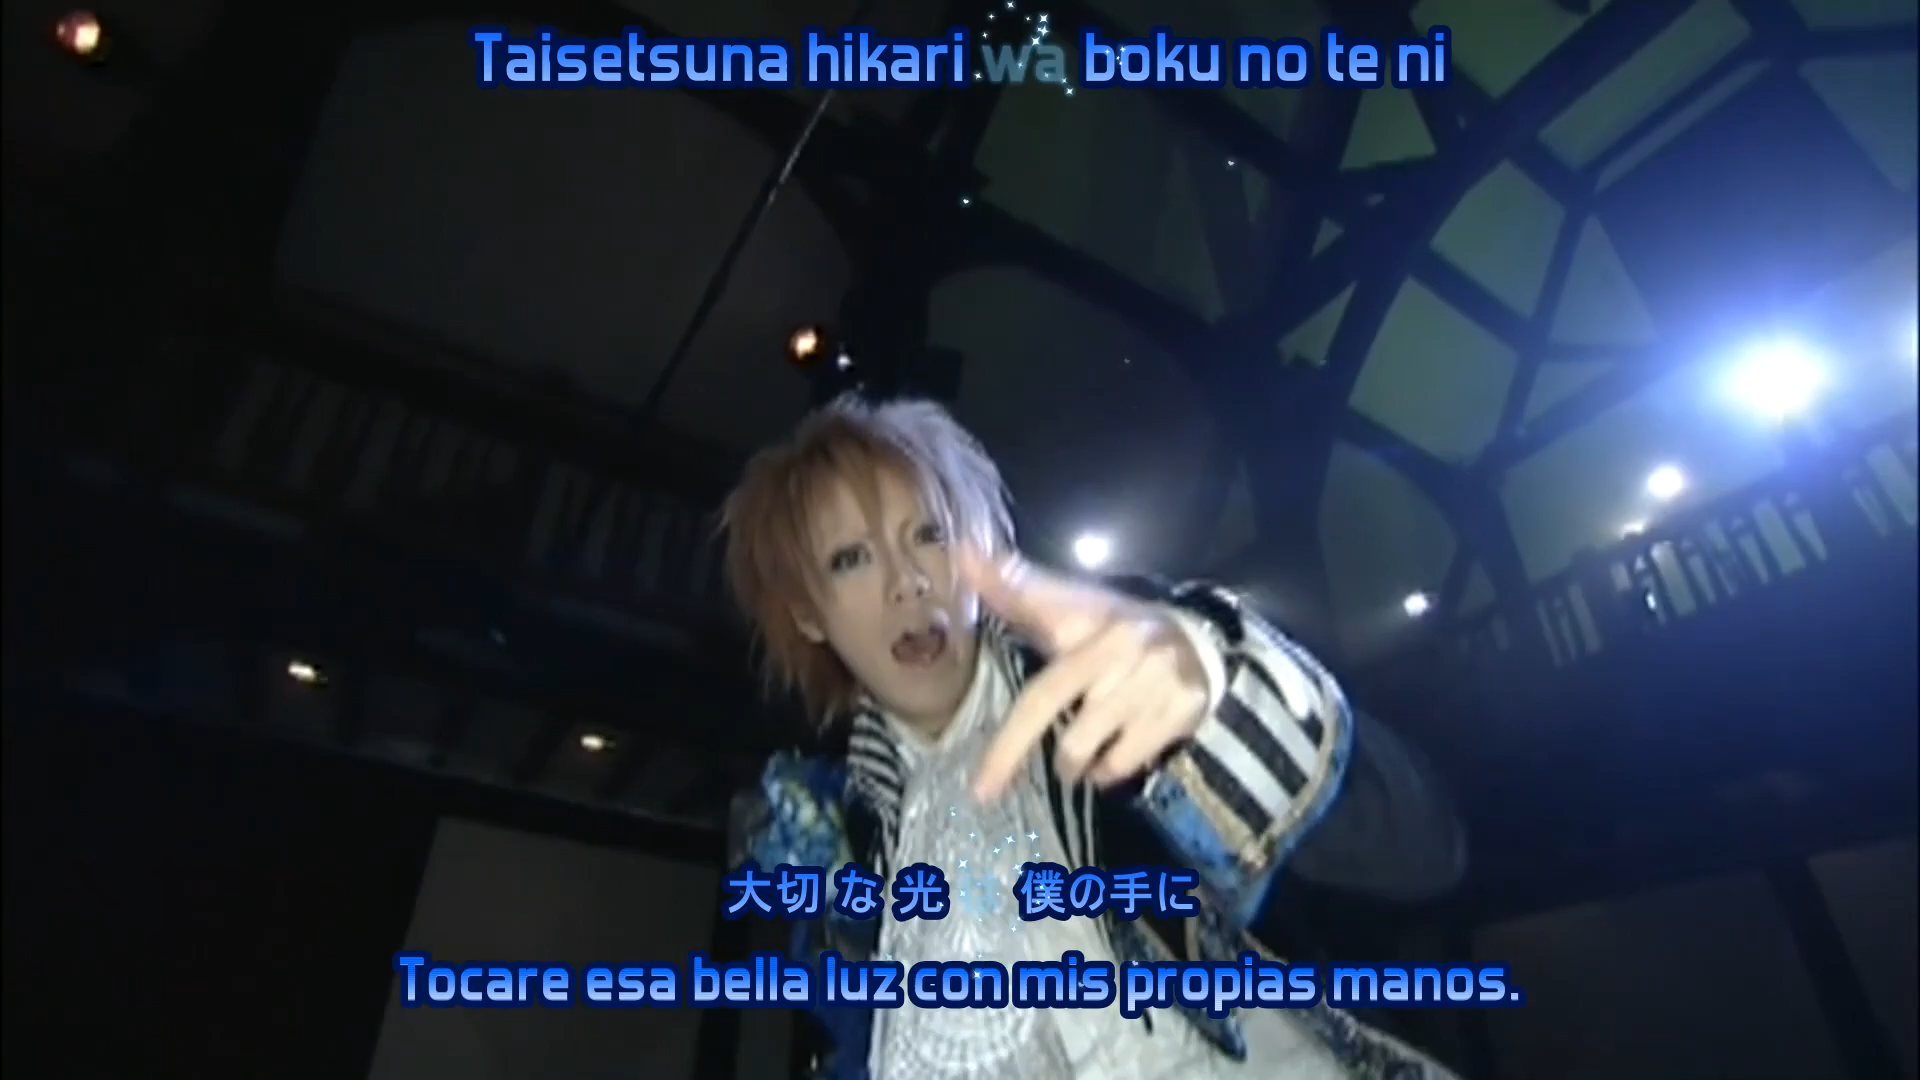 Taisetsuna hikari wa boku no te ni
大切 な 光 は 僕の手に
Tocare esa bella luz con mis propias manos.